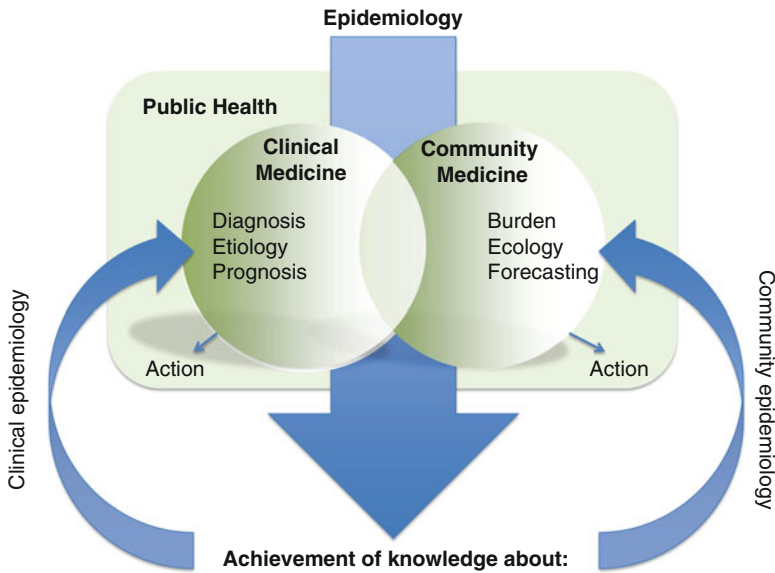 Epidemiology
Public Health
Clinical
Medicine
Diagnosis
Etiology
Prognosis
Community
Medicine
Burden
Ecology
Forecasting
Action
Action
Clinical epidemiology
Community epidemiology
Achievement of knowledge about: